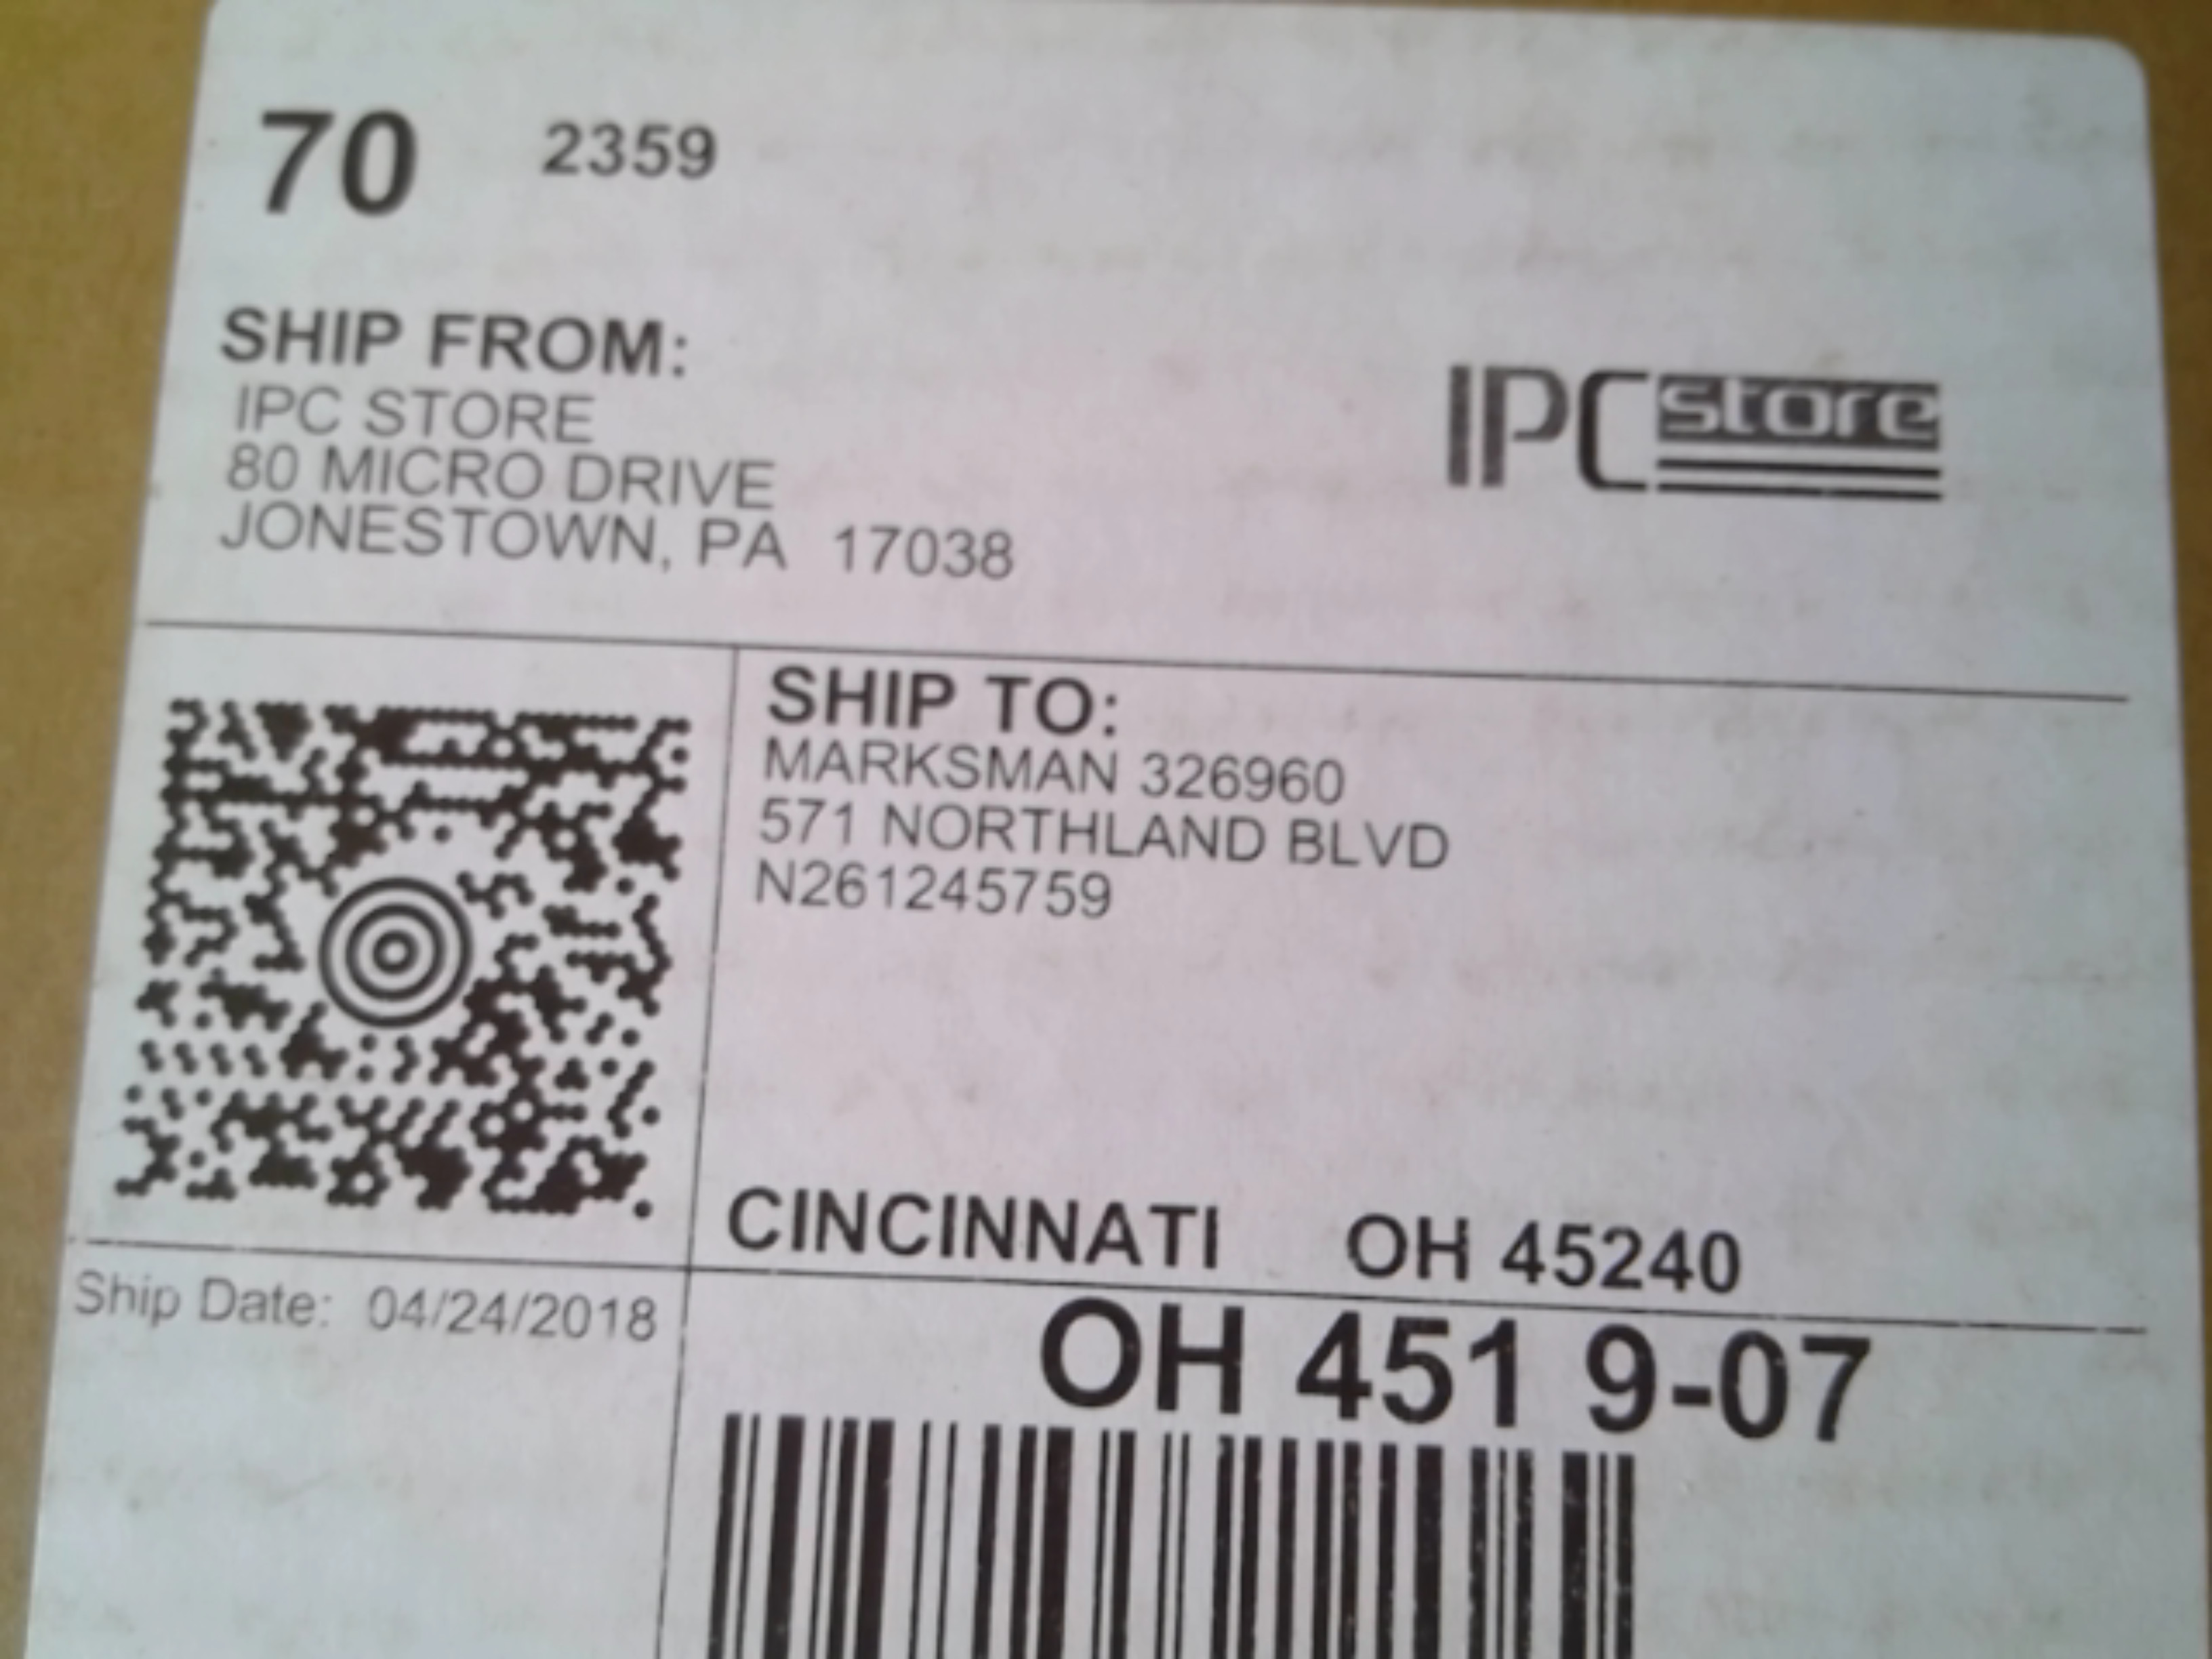 70 2359
SHIP FROM:
IPC STORE
80 MICRO DRIVE
JONESTOWN, PA 17038
IPC store
SHIP TO:
MARKSMAN 326960
571 NORTHLAND BLVD
N261245759
CINCINNATI OH 45240
Ship Date: 04/24/2018
OH 451 9-07